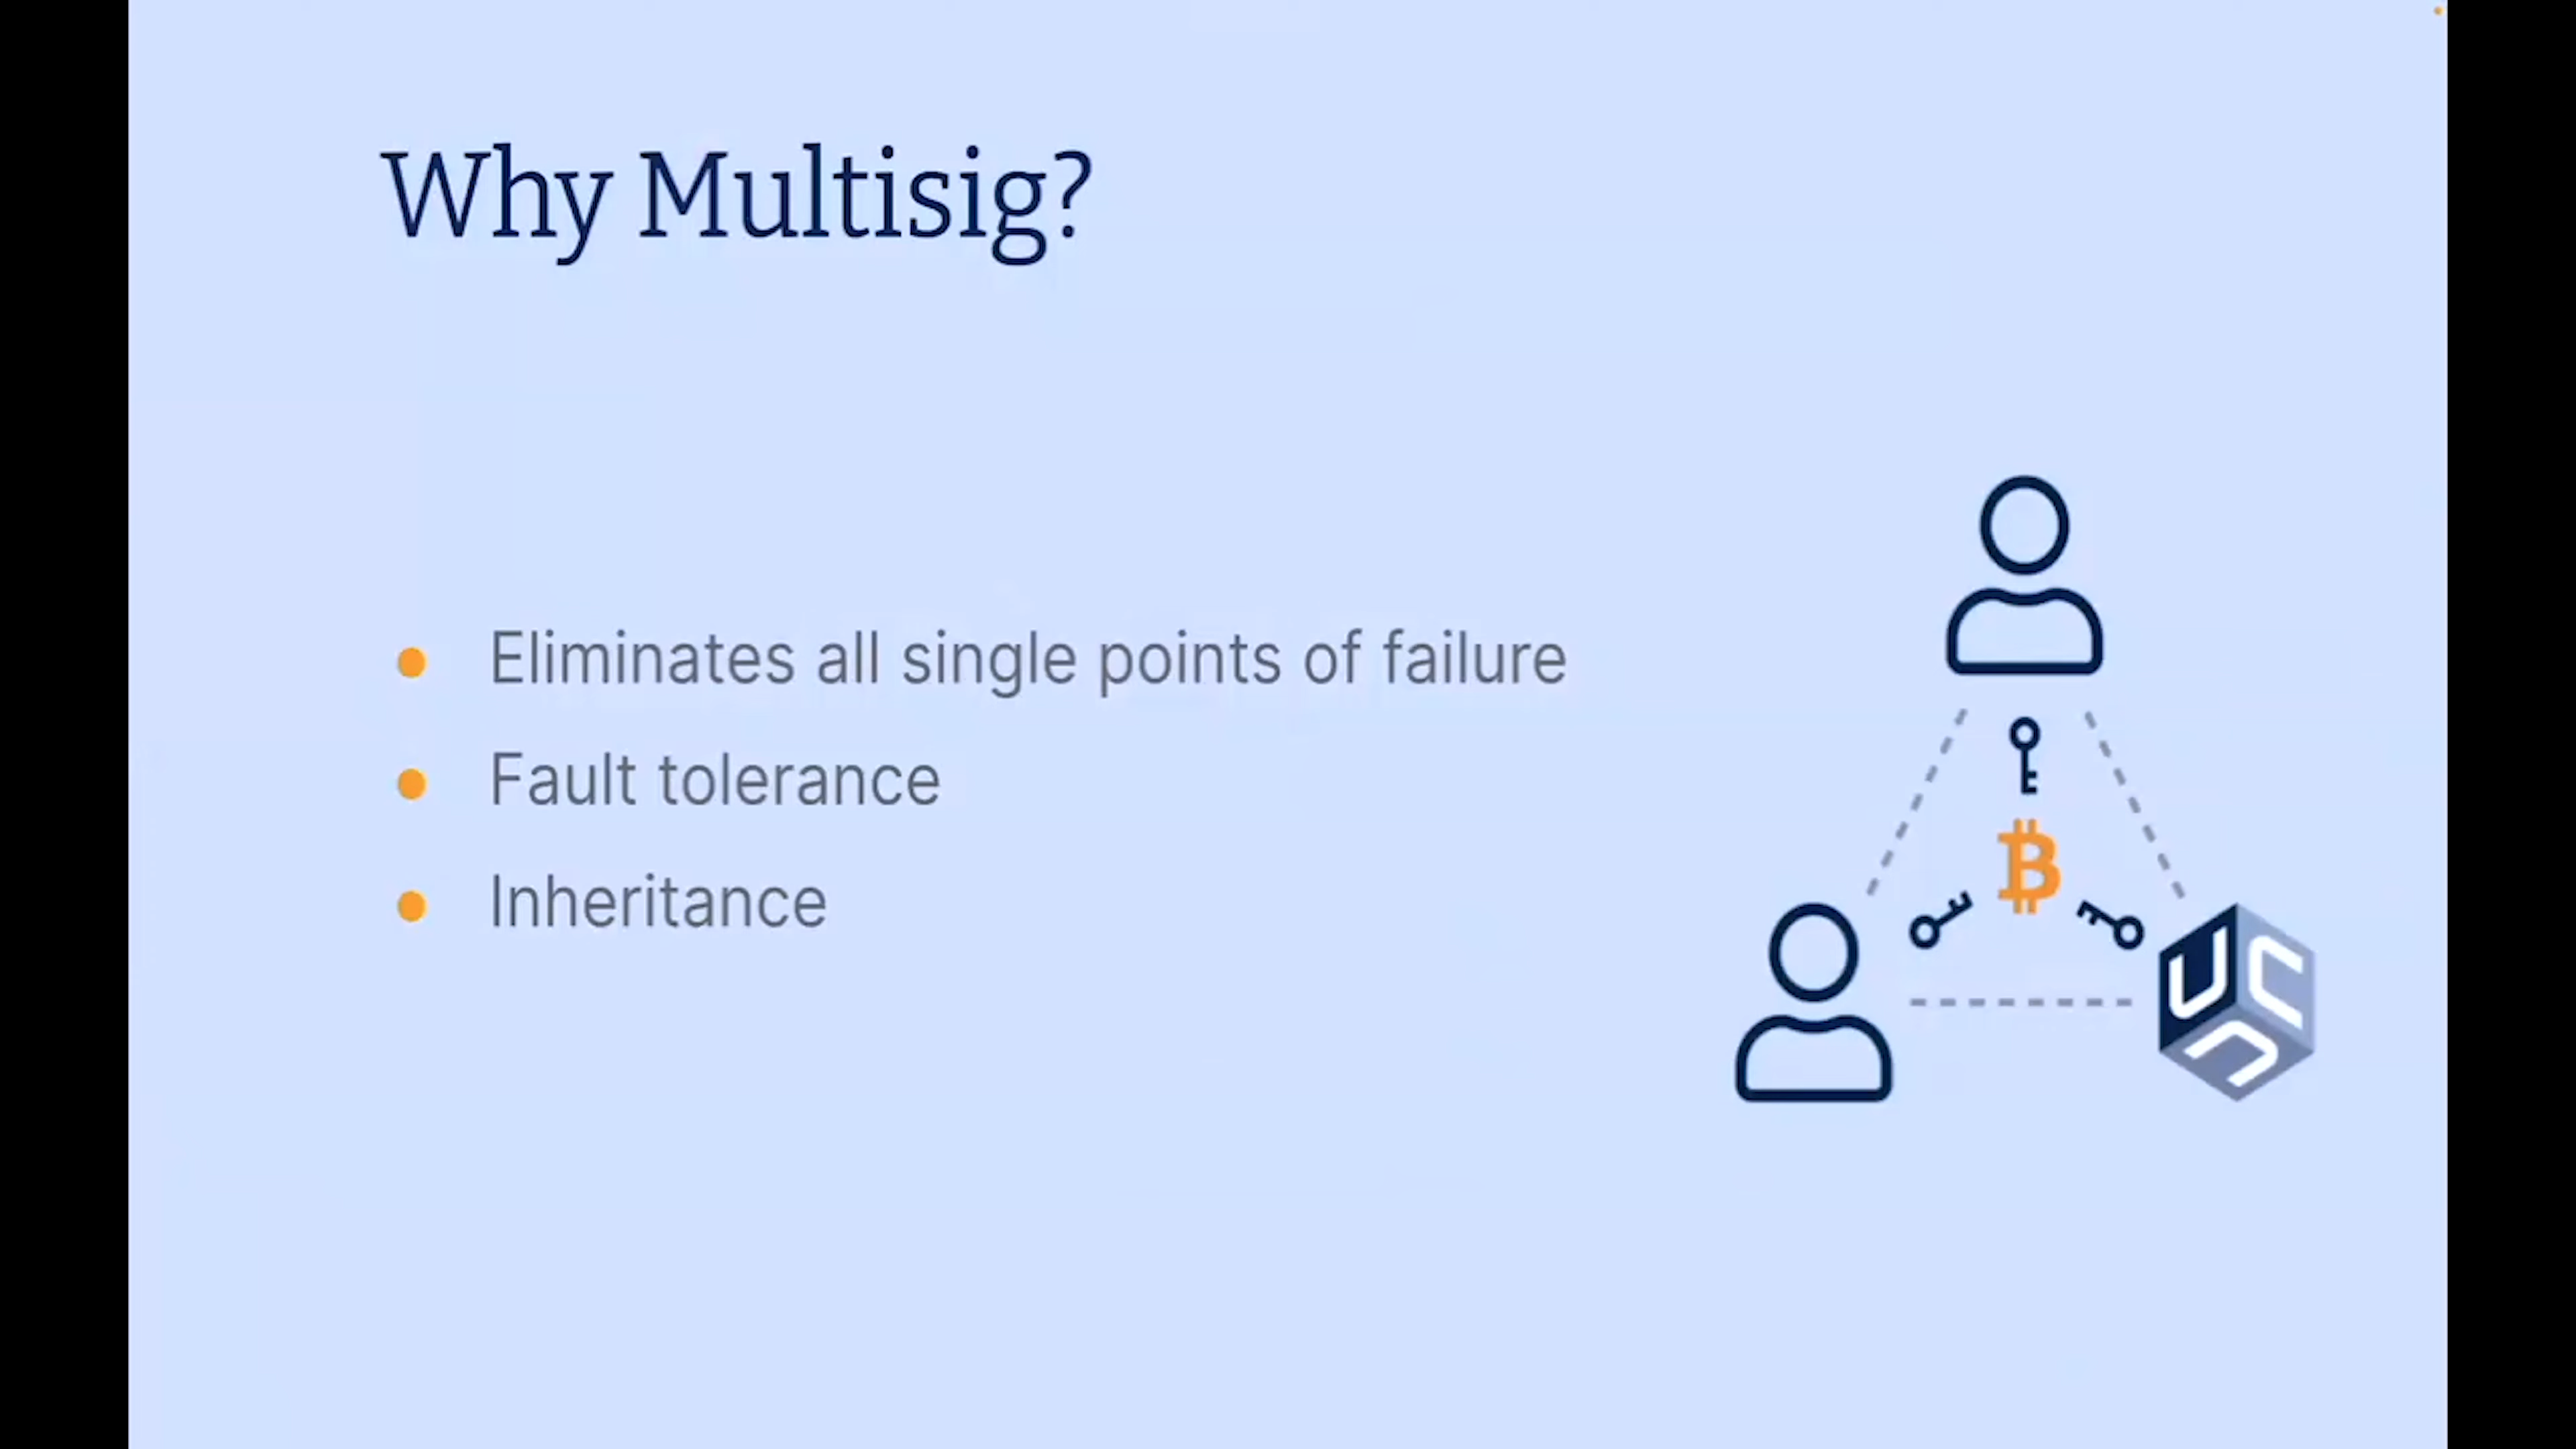 Why Multisig?
Eliminates all single points of failure
Fault tolerance
Inheritance